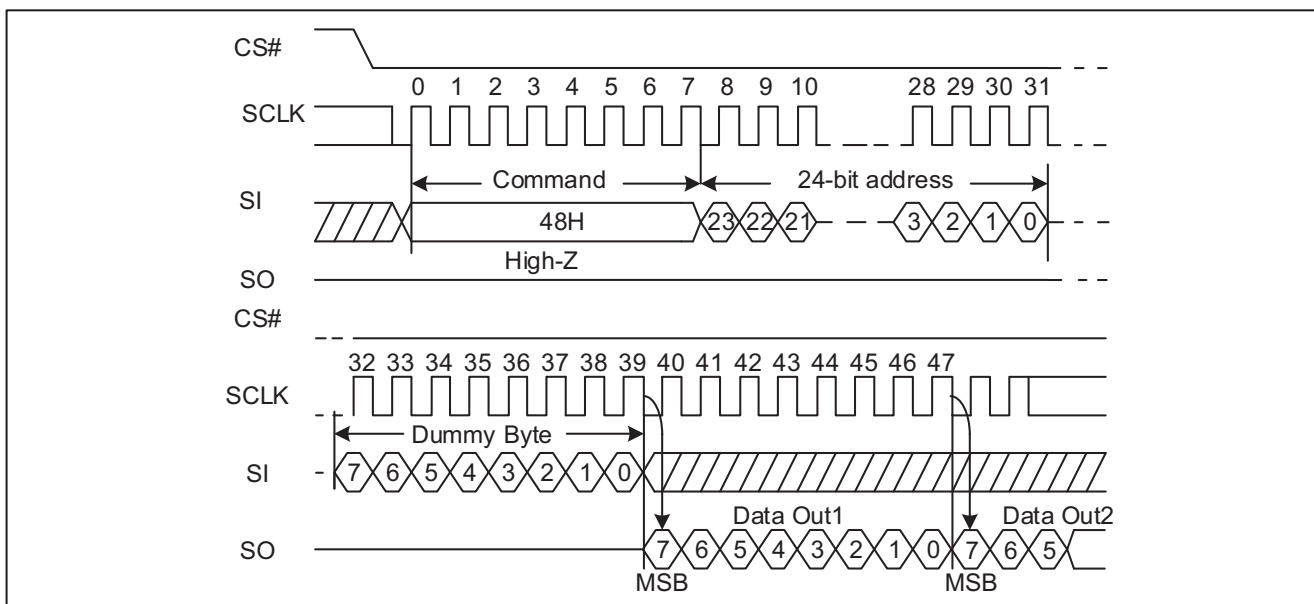 CS#
0 1 2 3 4 5 6 7 8 9 10 28 29 30 31
SCLK
Command 24-bit address
SI
48H 23 22 21 3 2 1 0
High-Z
SO
CS#
32 33 34 35 36 37 38 39 40 41 42 43 44 45 46 47
SCLK
Dummy Byte
SI 7 6 5 4 3 2 1 0
Data Out1 Data Out2
SO 7 6 5 4 3 2 1 0 7 6 5
MSB MSB